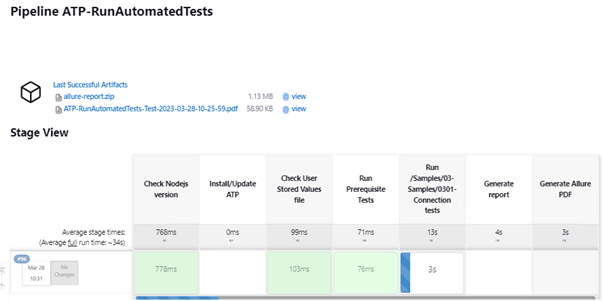 Pipeline ATP-RunAutomatedTests
Last Successful Artifacts
allure-report.zip 1.13 MB view
ATP-RunAutomatedTests-Test-2023-03-28-10-25-59.pdf 58.90 KB view
Stage View
Check Nodejs
version
Install/Update
ATP
Check User
Stored Values
file
Run
Prerequisite
Tests
Run
/Samples/03-
Samples/0301-
Connection
tests
Generate
report
Generate Allure
PDF
Average stage times:
(Average full run time: ~34s)
768ms
0ms
99ms
71ms
13s
4s
3s
#96
Mar 28
10:31
No
Changes
778ms
103ms
76ms
3s